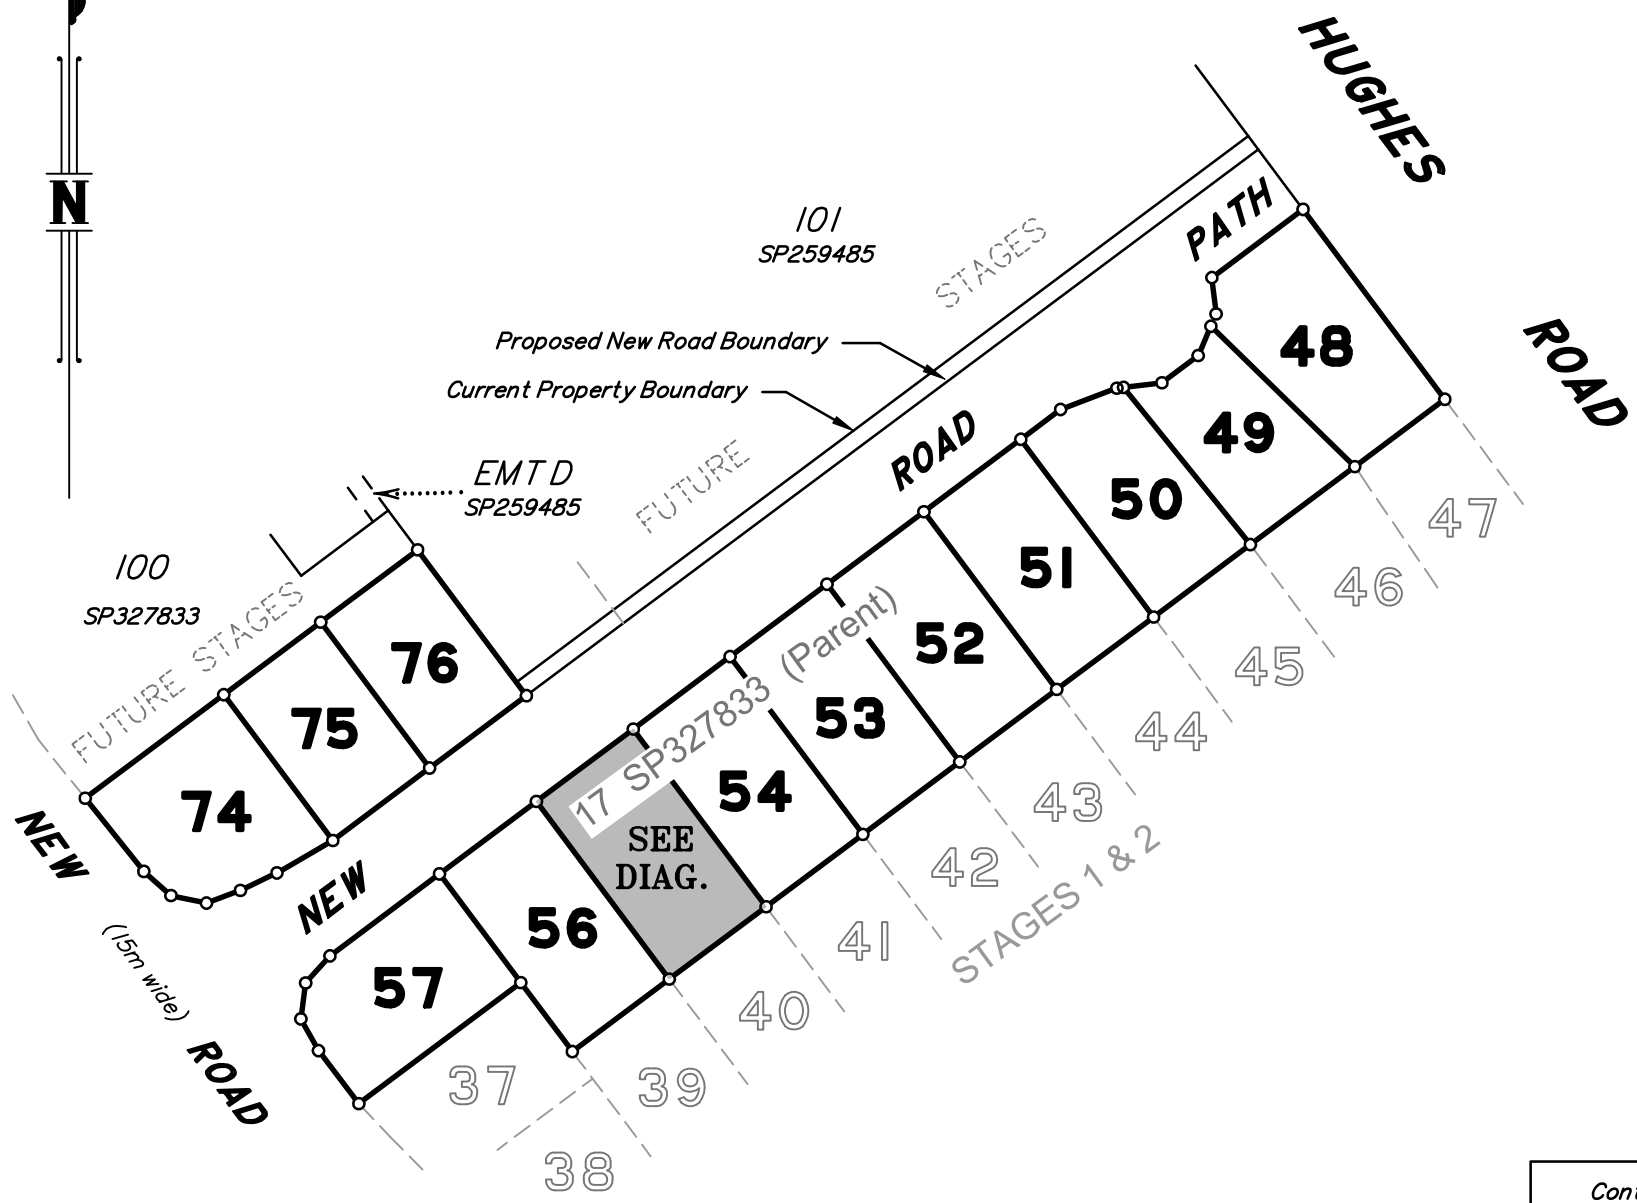 N
HUGHES
ROAD
PATH
101
SP259485
STAGES
Proposed New Road Boundary
Current Property Boundary
ROAD
FUTURE
EMT D
SP259485
100
SP327833
FUTURE STAGES
48
49
50
51
52
53
54
17 SP327833 (Parent)
SEE
DIAG.
56
57
76
75
74
NEW
(15m wide)
ROAD
NEW
47
46
45
44
43
42
41
40
39
38
37
STAGES 1 & 2